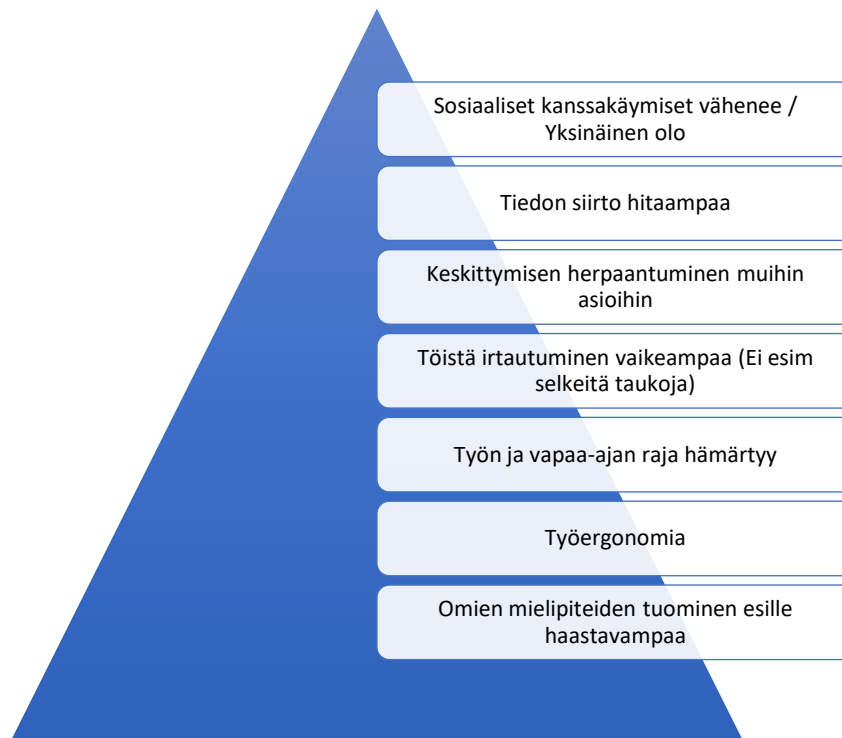 Sosiaaliset kanssakäymiset vähenee /
Yksinäinen olo
Tiedon siirto hitaampaa
Keskittymisen herpaantuminen muihin
asioihin
Töistä irtautuminen vaikeampaa (Ei esim
selkeitä taukoja)
Työn ja vapaa-ajan raja hämärtyy
Työergonomia
Omien mielipiteiden tuominen esille
haastavampaa